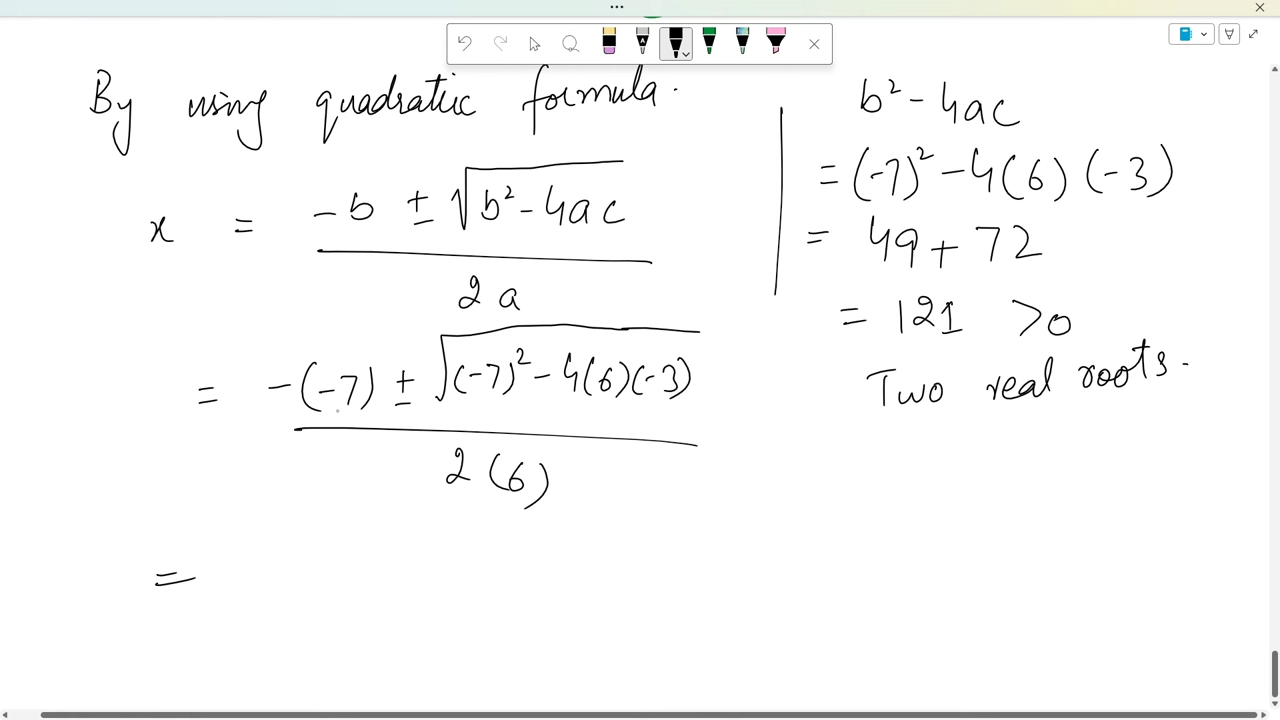 By using quadratic formula.
x = (-b ± √(b² - 4ac)) / (2a)
= (-(-7) ± √((-7)² - 4(6)(-3))) / (2(6))
=
b² - 4ac
= (-7)² - 4(6)(-3)
= 49 + 72
= 121 > 0
Two real roots.